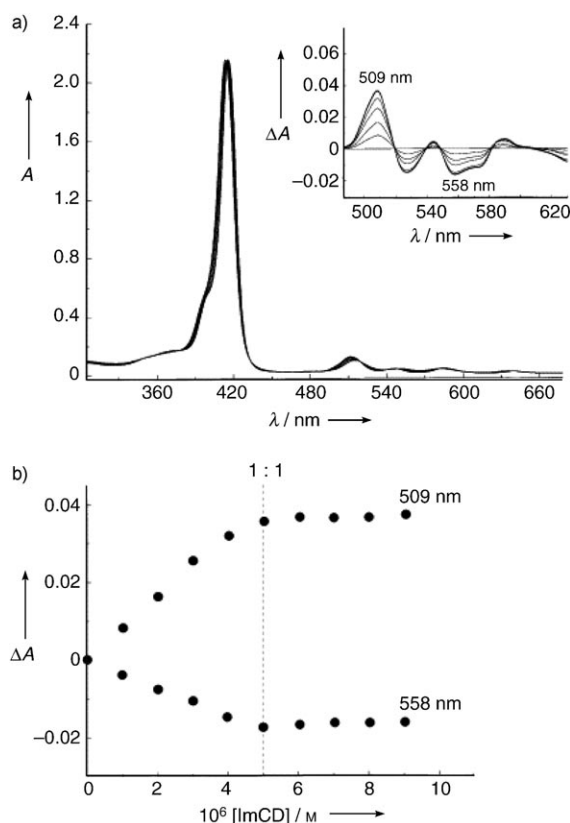 a)
2.4
2.0
1.6
1.2
0.8
0.4
0
A
360 420 480 540 600 660
λ / nm
0.06
0.04
0.02
0
−0.02
ΔA
509 nm
558 nm
500 540 580 620
λ / nm
b)
1 : 1
0.04
0.02
0
−0.02
ΔA
509 nm
558 nm
0 2 4 6 8 10
10⁶ [ImCD] / M